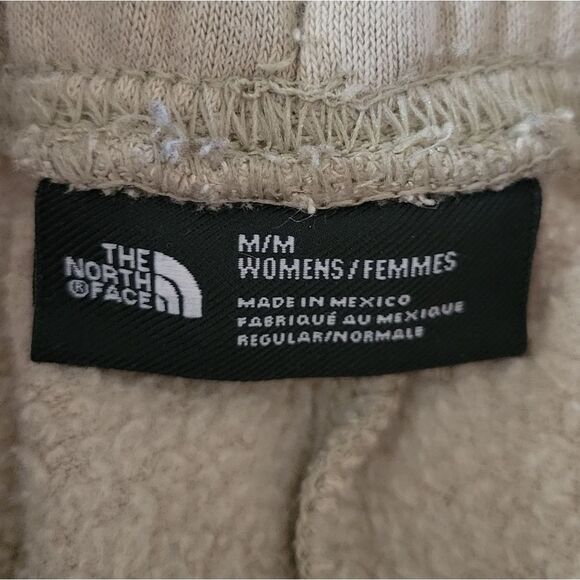 THE
NORTH
®FACE
M/M
WOMENS/FEMMES
MADE IN MEXICO
FABRIQUÉ AU MEXIQUE
REGULAR/NORMALE